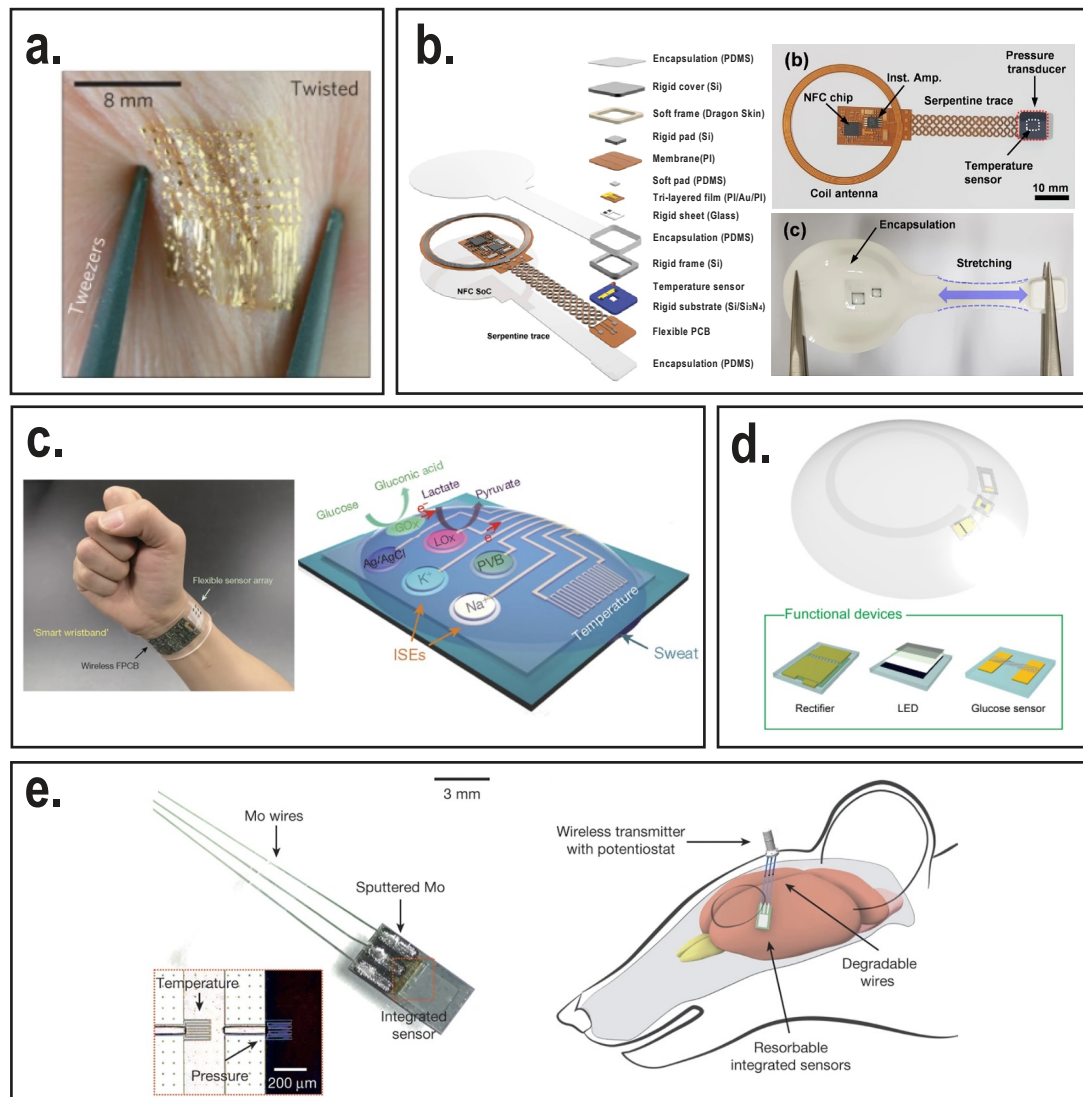 a.
8 mm
Twisted
Tweezers
b.
Encapsulation (PDMS)
Rigid cover (Si)
Soft frame (Dragon Skin)
Rigid pad (Si)
Membrane(PI)
Soft pad (PDMS)
Tri-layered film (PI/Au/PI)
Rigid sheet (Glass)
Encapsulation (PDMS)
Rigid frame (Si)
Temperature sensor
Rigid substrate (Si/Si₃N₄)
Flexible PCB
Encapsulation (PDMS)
NFC SoC
Serpentine trace
(b)
Pressure
transducer
Inst. Amp.
NFC chip
Serpentine trace
Temperature
sensor
Coil antenna
10 mm
(c)
Encapsulation
Stretching
c.
Flexible sensor array
'Smart wristband'
Wireless FPCB
Gluconic acid
Glucose
Lactate
Pyruvate
e⁻
GOx
LOx
e⁻
Ag/AgCl
PVB
K⁺
Na⁺
Temperature
ISEs
Sweat
d.
Functional devices
Rectifier
LED
Glucose sensor
e.
3 mm
Mo wires
Sputtered Mo
Integrated
sensor
Temperature
Pressure
200 µm
Wireless transmitter
with potentiostat
Degradable
wires
Resorbable
integrated sensors